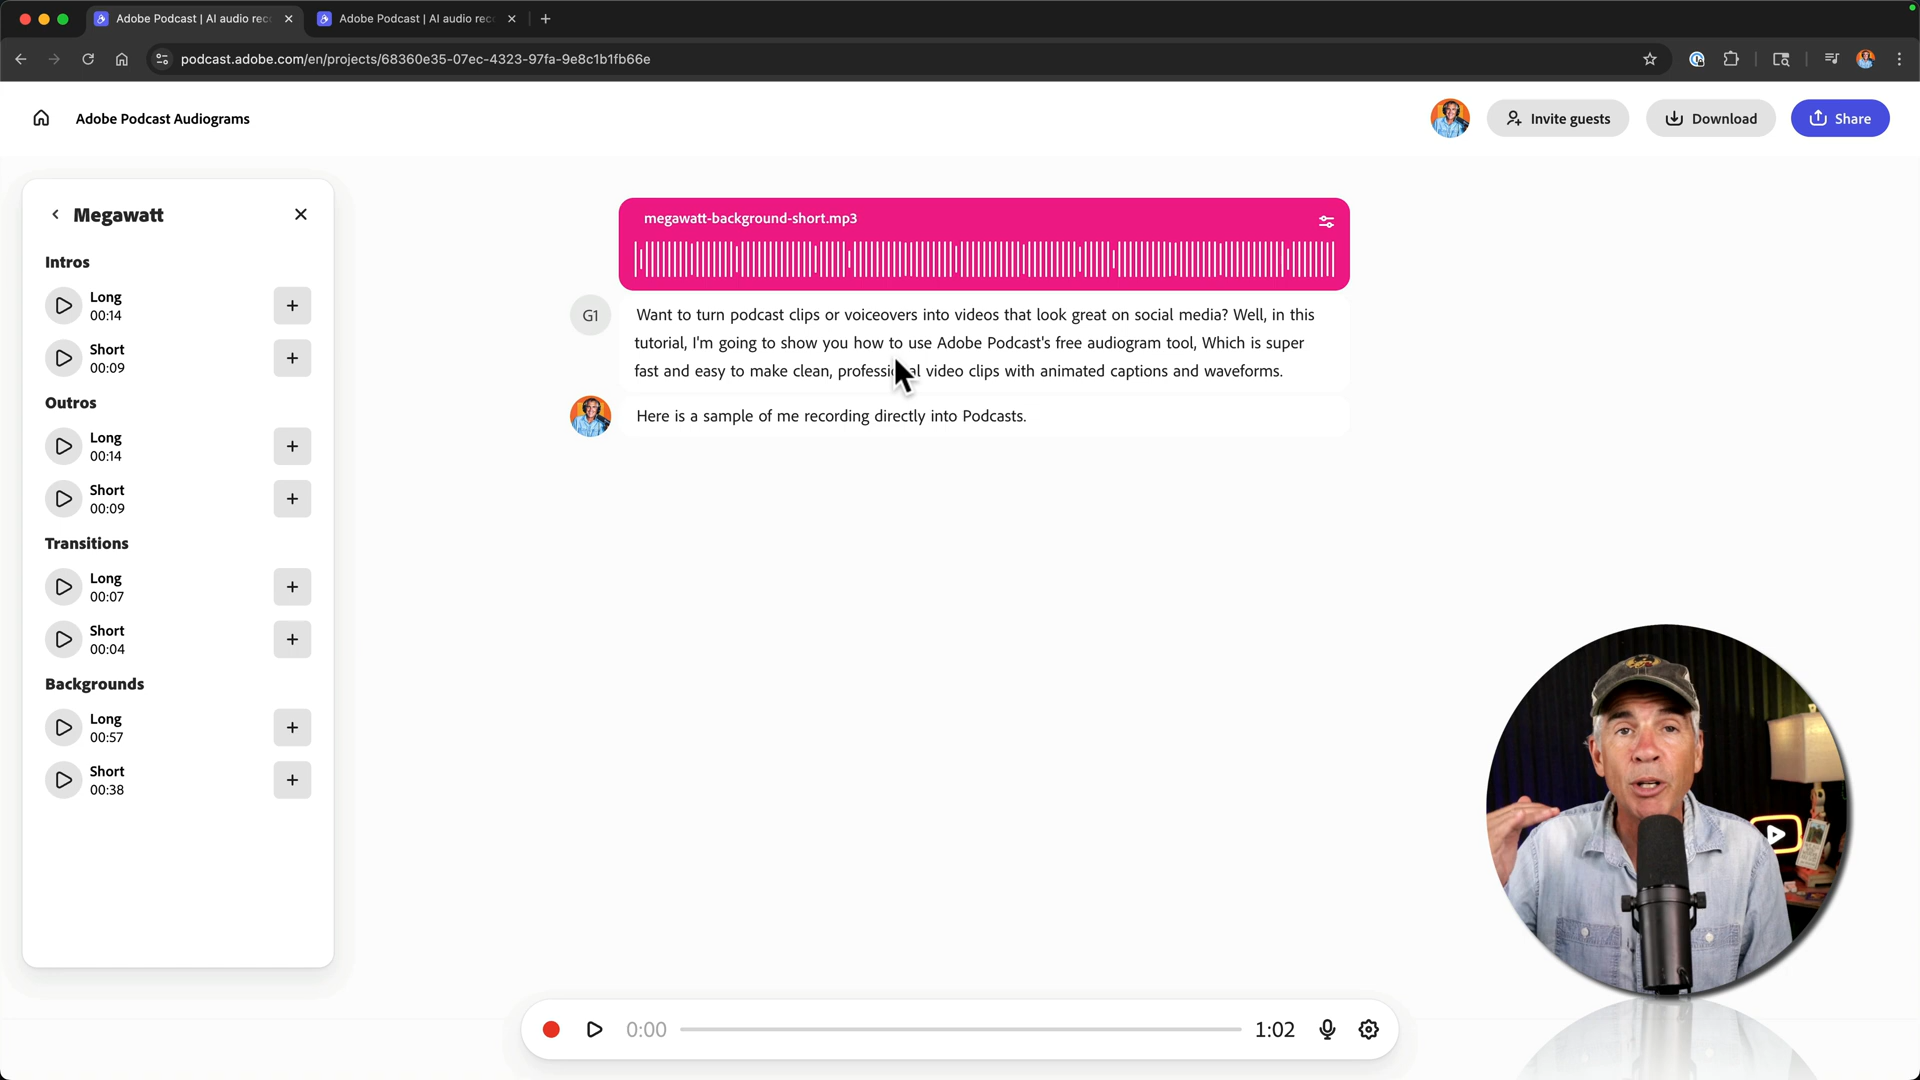 Adobe Podcast | AI audio rec
Adobe Podcast | AI audio rec
podcast.adobe.com/en/projects/68360e35-07ec-4323-97fa-9e8c1b1fb66e
Adobe Podcast Audiograms
Invite guests
Download
Share
Megawatt
Intros
Long
00:14
Short
00:09
Outros
Long
00:14
Short
00:09
Transitions
Long
00:07
Short
00:04
Backgrounds
Long
00:57
Short
00:38
megawatt-background-short.mp3
G1
Want to turn podcast clips or voiceovers into videos that look great on social media? Well, in this
tutorial, I'm going to show you how to use Adobe Podcast's free audiogram tool, Which is super
fast and easy to make clean, professional video clips with animated captions and waveforms.
Here is a sample of me recording directly into Podcasts.
0:00
1:02